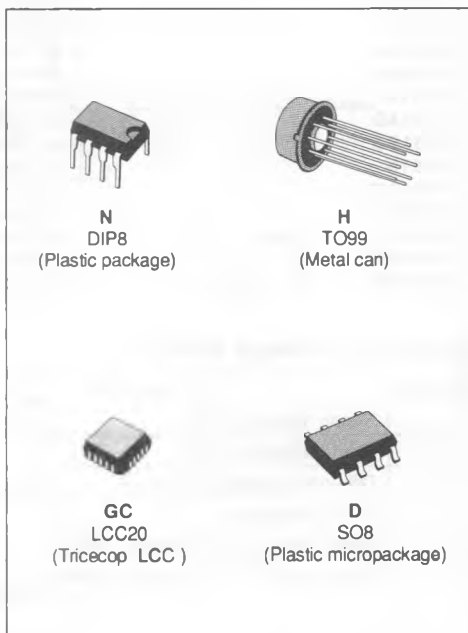 N
DIP8
(Plastic package)
H
TO99
(Metal can)
GC
LCC20
(Tricecop LCC )
D
SO8
(Plastic micropackage)